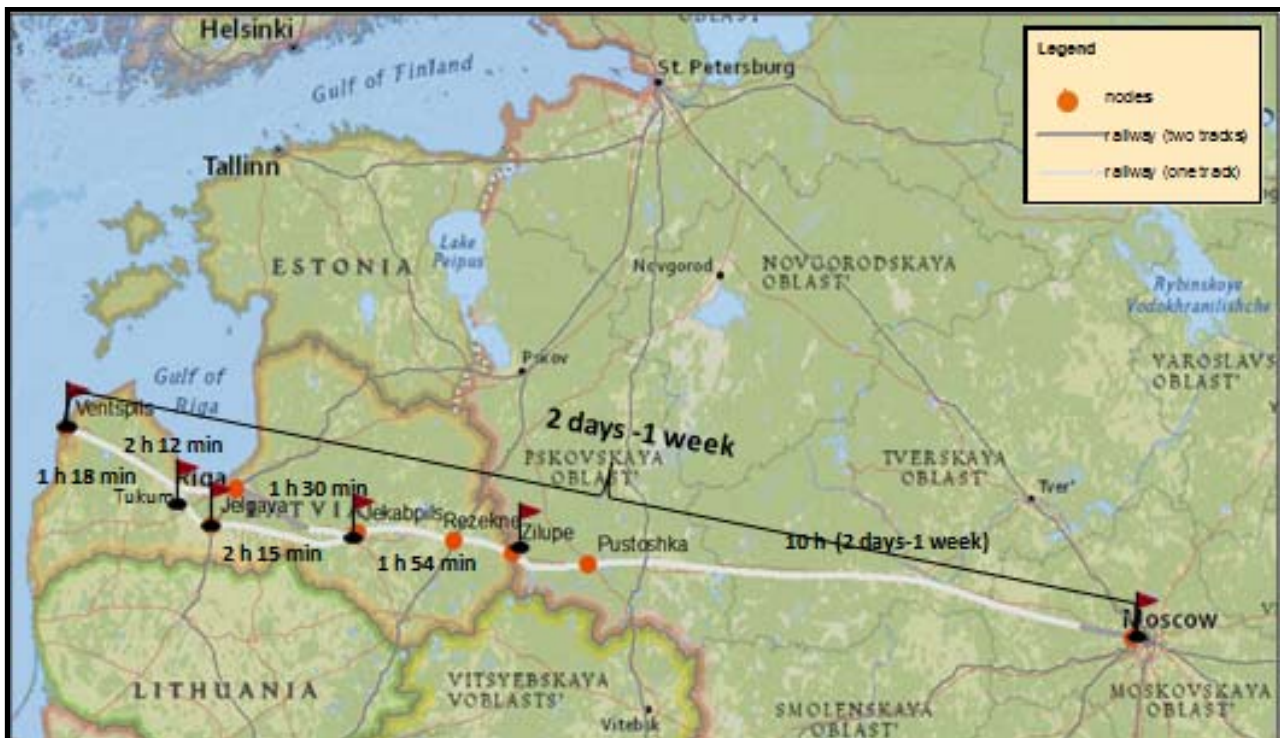 OBLAST'
Helsinki
Gulf of Finland
St. Petersburg
Legend
nodes
railway (two tracks)
railway (one track)
Tallinn
ESTONIA
Lake
Peipus
Novgorod
NOVGORODSKAYA
OBLAST'
Rybinskoye
Vodokhranilishche
YAROSLAVS
OBLAST'
Pskov
Gulf of
Riga
Ventspils
2 h 12 min
1 h 18 min
2 days -1 week
PSKOVSKAYA
OBLAST'
TVERSKAYA
OBLAST'
Tver'
Riga
1 h 30 min
Tukum
Jelgava
TVIA
Jekabpils
Rezekne
Zilupe
2 h 15 min
1 h 54 min
Pustoshka
10 h (2 days-1 week)
Moscow
LITHUANIA
VITSYEBSKAYA
VOBLASTS'
Vitebsk
SMOLENSKAYA
OBLAST'
MOSKOVSKAYA
OBLAST'